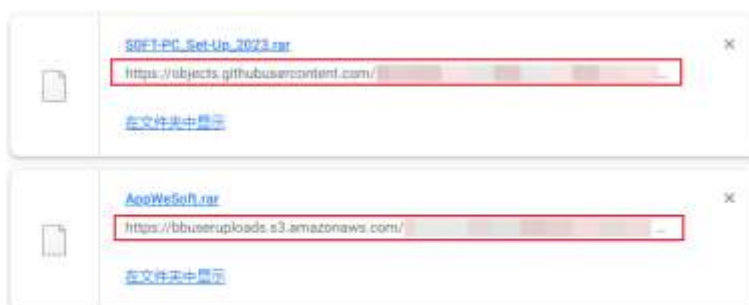 S0FT-PC_Set-Up_2023.rar
https://objects.githubusercontent.com/
在文件夹中显示
AppWeSoft.rar
https://bbuseruploads.s3.amazonaws.com/
在文件夹中显示